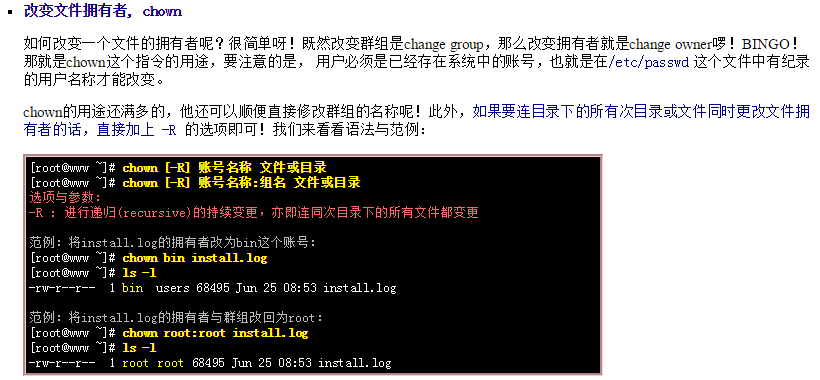 改变文件拥有者, chown
如何改变一个文件的拥有者呢？很简单呀！既然改变群组是change group，那么改变拥有者就是change owner啰！BINGO！
那就是chown这个指令的用途，要注意的是， 用户必须是已经存在系统中的账号，也就是在/etc/passwd 这个文件中有纪录
的用户名称才能改变。
chown的用途还满多的，他还可以顺便直接修改群组的名称呢！此外，如果要连目录下的所有次目录或文件同时更改文件拥
有者的话，直接加上 -R 的选项即可！我们来看看语法与范例：
[root@www ~]# chown [-R] 账号名称 文件或目录
[root@www ~]# chown [-R] 账号名称:组名 文件或目录
选项与参数：
-R : 进行递归(recursive)的持续变更，亦即连同次目录下的所有文件都变更
范例：将install.log的拥有者改为bin这个账号：
[root@www ~]# chown bin install.log
[root@www ~]# ls -l
-rw-r--r-- 1 bin users 68495 Jun 25 08:53 install.log
范例：将install.log的拥有者与群组改回为root：
[root@www ~]# chown root:root install.log
[root@www ~]# ls -l
-rw-r--r-- 1 root root 68495 Jun 25 08:53 install.log